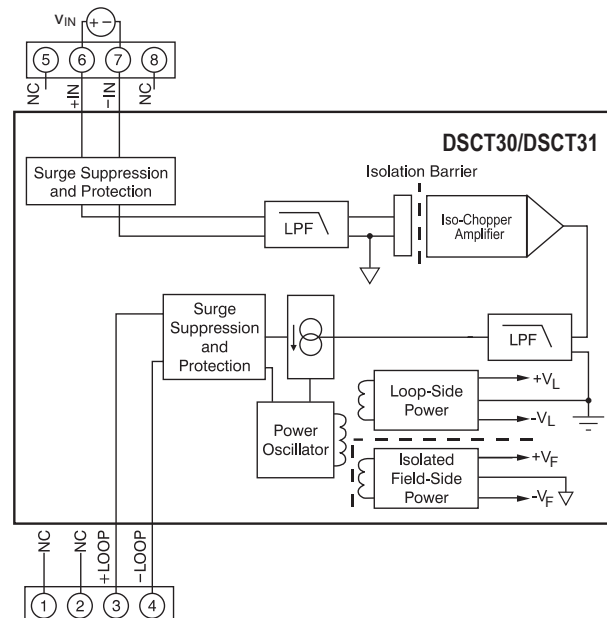 VIN
+ −
5 6 7 8
NC
+IN
−IN
NC
DSCT30/DSCT31
Surge Suppression
and Protection
Isolation Barrier
LPF
Iso-Chopper
Amplifier
Surge
Suppression
and
Protection
LPF
Loop-Side
Power
+VL
-VL
Power
Oscillator
Isolated
Field-Side
Power
+VF
-VF
NC
NC
+LOOP
−LOOP
1 2 3 4